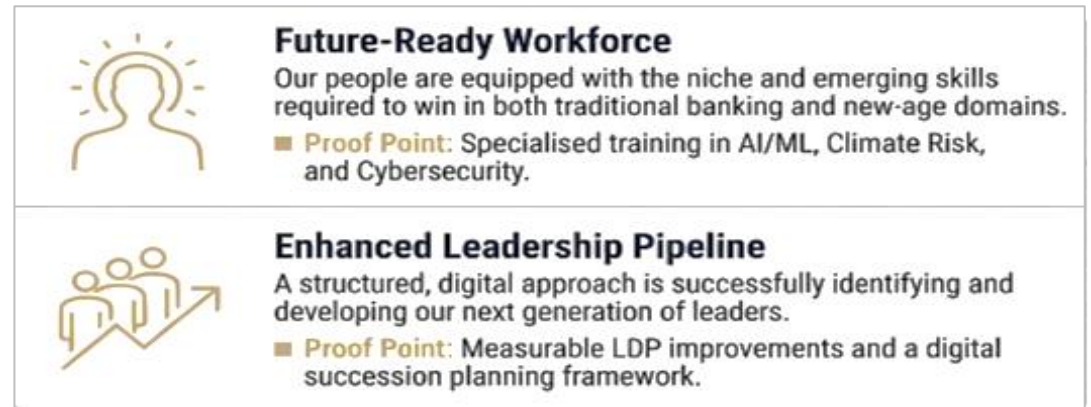 Future-Ready Workforce
Our people are equipped with the niche and emerging skills
required to win in both traditional banking and new-age domains.
■ Proof Point: Specialised training in AI/ML, Climate Risk,
and Cybersecurity.
Enhanced Leadership Pipeline
A structured, digital approach is successfully identifying and
developing our next generation of leaders.
■ Proof Point: Measurable LDP improvements and a digital
succession planning framework.